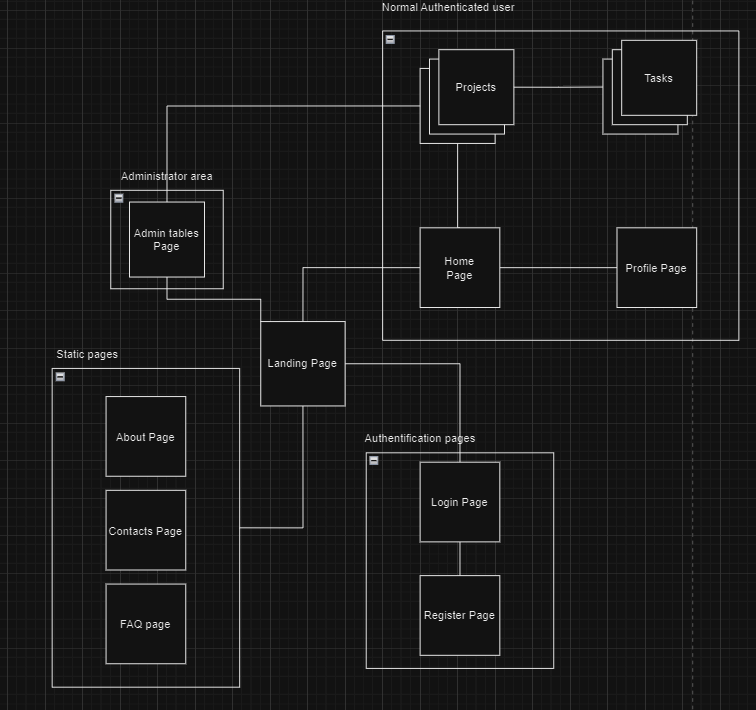 Normal Authenticated user
Projects
Tasks
Administrator area
Admin tables
Page
Home
Page
Profile Page
Landing Page
Static pages
About Page
Contacts Page
FAQ page
Authentification pages
Login Page
Register Page